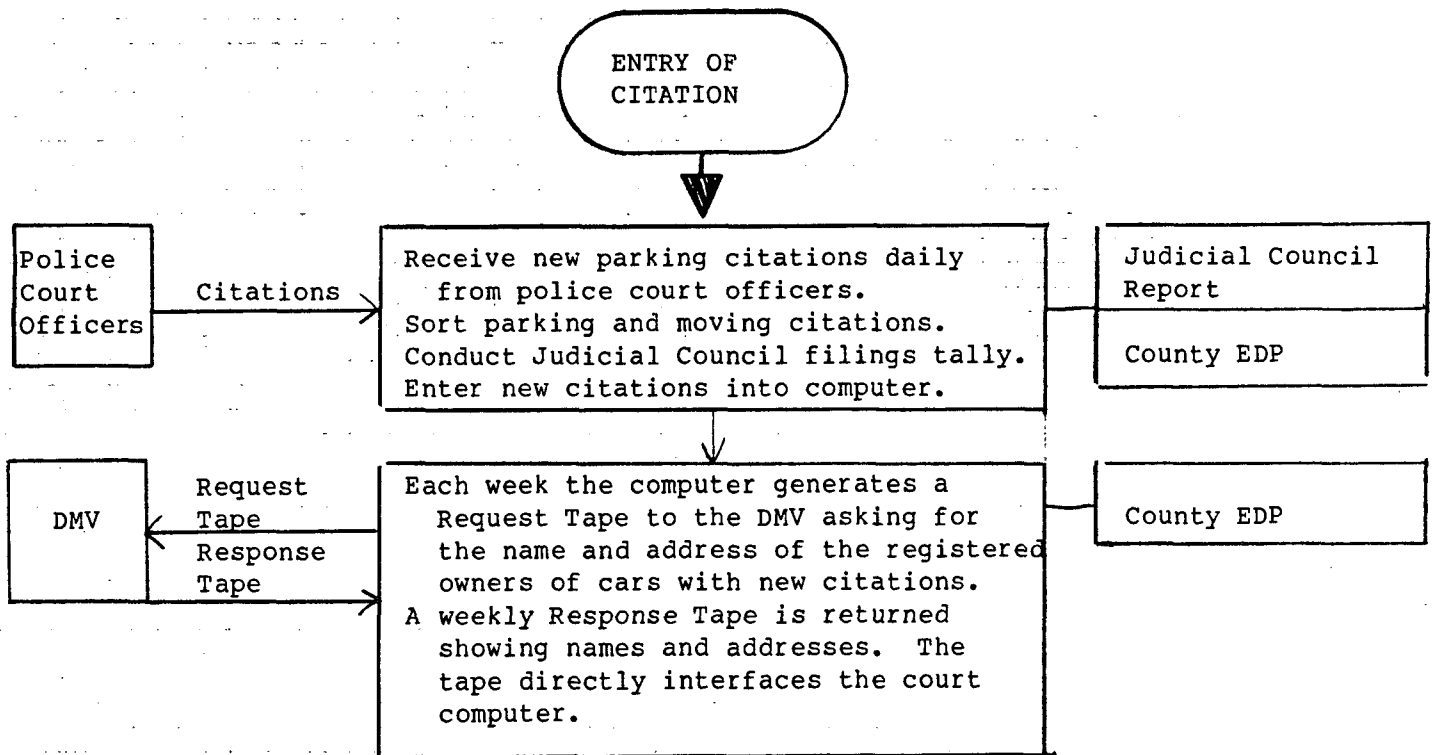 ENTRY OF
CITATION
Police
Court
Officers
Citations
Receive new parking citations daily
from police court officers.
Sort parking and moving citations.
Conduct Judicial Council filings tally.
Enter new citations into computer.
Judicial Council
Report
County EDP
DMV
Request
Tape
Response
Tape
Each week the computer generates a
Request Tape to the DMV asking for
the name and address of the registered
owners of cars with new citations.
A weekly Response Tape is returned
showing names and addresses. The
tape directly interfaces the court
computer.
County EDP